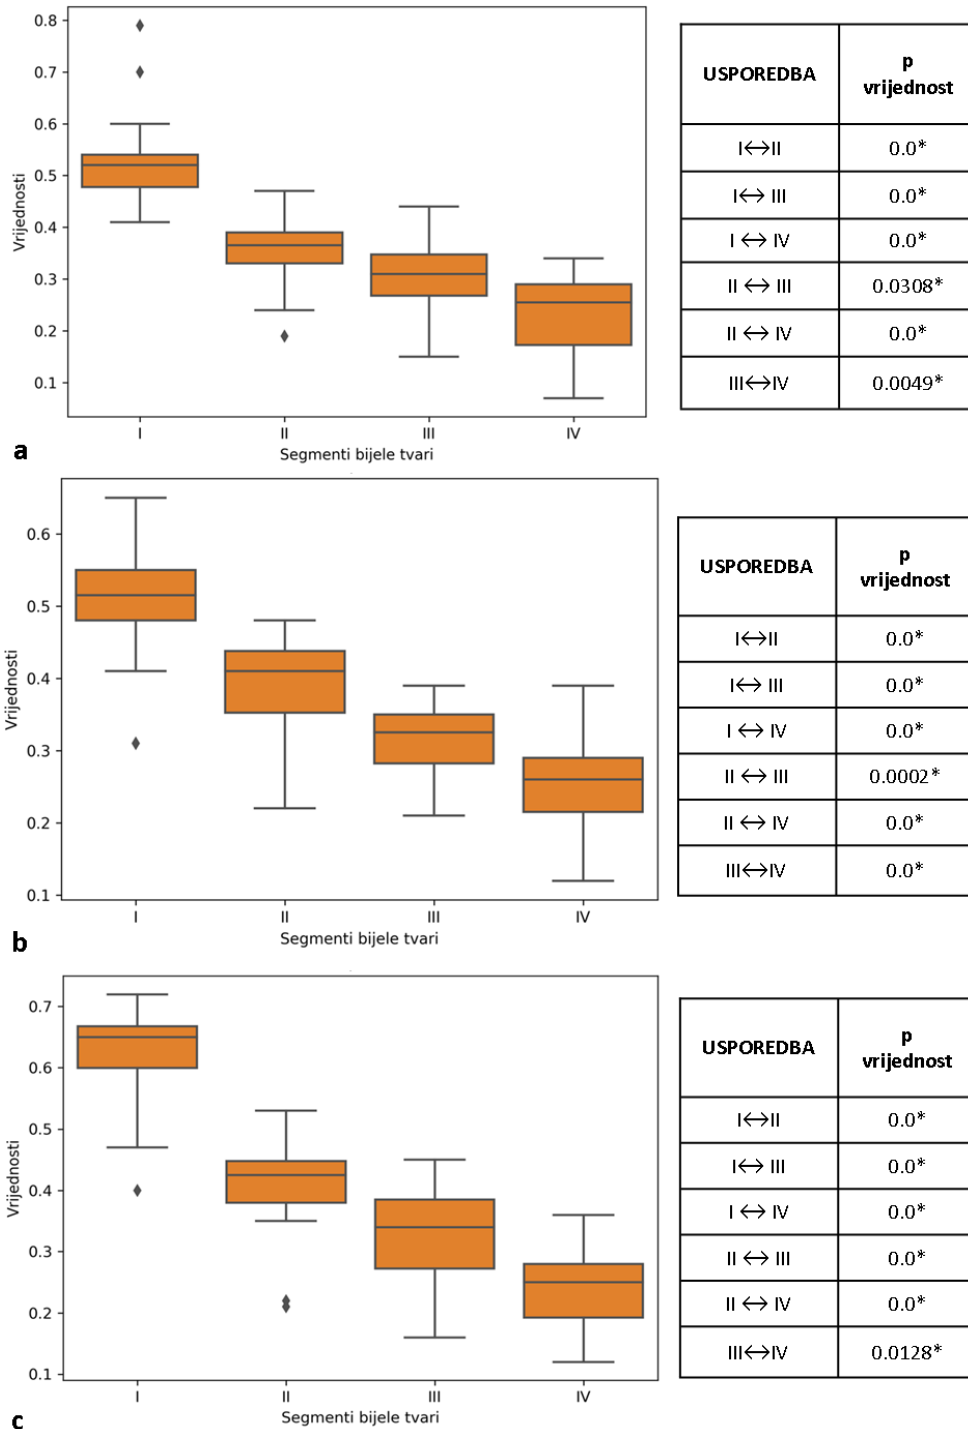 0.8
0.7
0.6
0.5
0.4
0.3
0.2
0.1
Vrijednosti
I II III IV
Segmenti bijele tvari
a
USPOREDBA p vrijednost
I↔II 0.0*
I↔ III 0.0*
I ↔ IV 0.0*
II ↔ III 0.0308*
II ↔ IV 0.0*
III↔IV 0.0049*
0.6
0.5
0.4
0.3
0.2
0.1
Vrijednosti
I II III IV
Segmenti bijele tvari
b
USPOREDBA p vrijednost
I↔II 0.0*
I↔ III 0.0*
I ↔ IV 0.0*
II ↔ III 0.0002*
II ↔ IV 0.0*
III↔IV 0.0*
0.7
0.6
0.5
0.4
0.3
0.2
0.1
Vrijednosti
I II III IV
Segmenti bijele tvari
c
USPOREDBA p vrijednost
I↔II 0.0*
I↔ III 0.0*
I ↔ IV 0.0*
II ↔ III 0.0*
II ↔ IV 0.0*
III↔IV 0.0128*